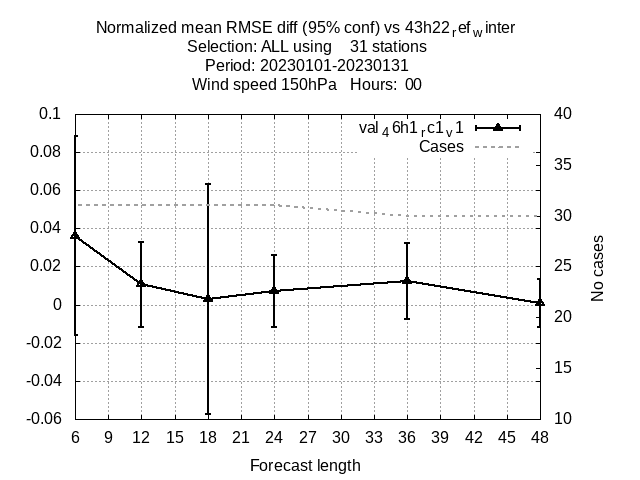 Normalized mean RMSE diff (95% conf) vs 43h22ref winter
Selection: ALL using 31 stations
Period: 20230101-20230131
Wind speed 150hPa Hours: 00
0.1
0.08
0.06
0.04
0.02
0
-0.02
-0.04
-0.06
40
35
30
25
20
15
10
val46h1rc1v1
Cases
No cases
6 9 12 15 18 21 24 27 30 33 36 39 42 45 48
Forecast length